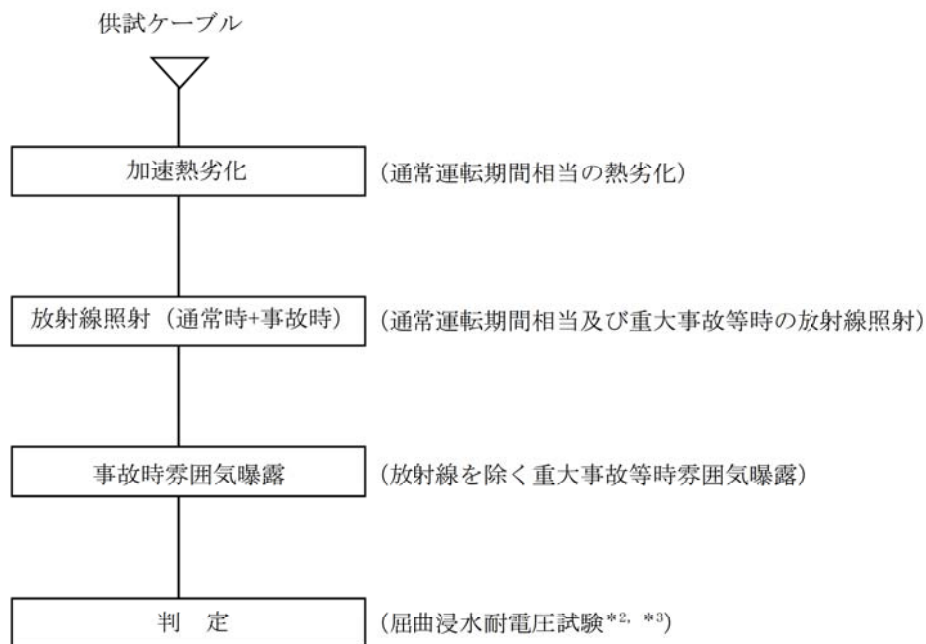 供試ケーブル
加速熱劣化 (通常運転期間相当の熱劣化)
放射線照射（通常時+事故時） (通常運転期間相当及び重大事故等時の放射線照射)
事故時雰囲気曝露 (放射線を除く重大事故等時雰囲気曝露)
判　定 (屈曲浸水耐電圧試験*2, *3)